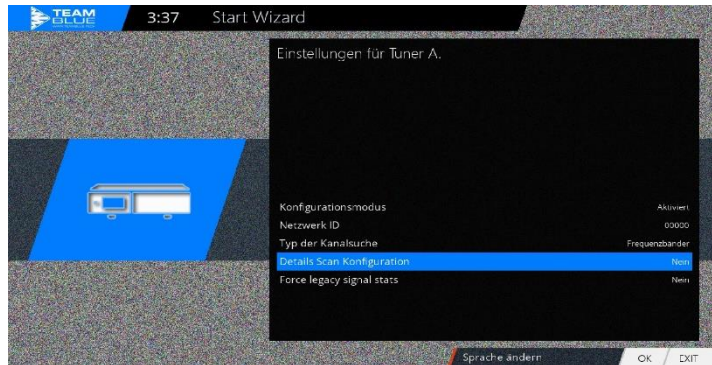 TEAM
BLUE
3:37 Start Wizard
Einstellungen für Tuner A.
Konfigurationsmodus Aktiviert
Netzwerk ID 00000
Typ der Kanalsuche Frequenzbänder
Details Scan Konfiguration Nein
Force legacy signal stats Nein
Sprache ändern OK EXIT